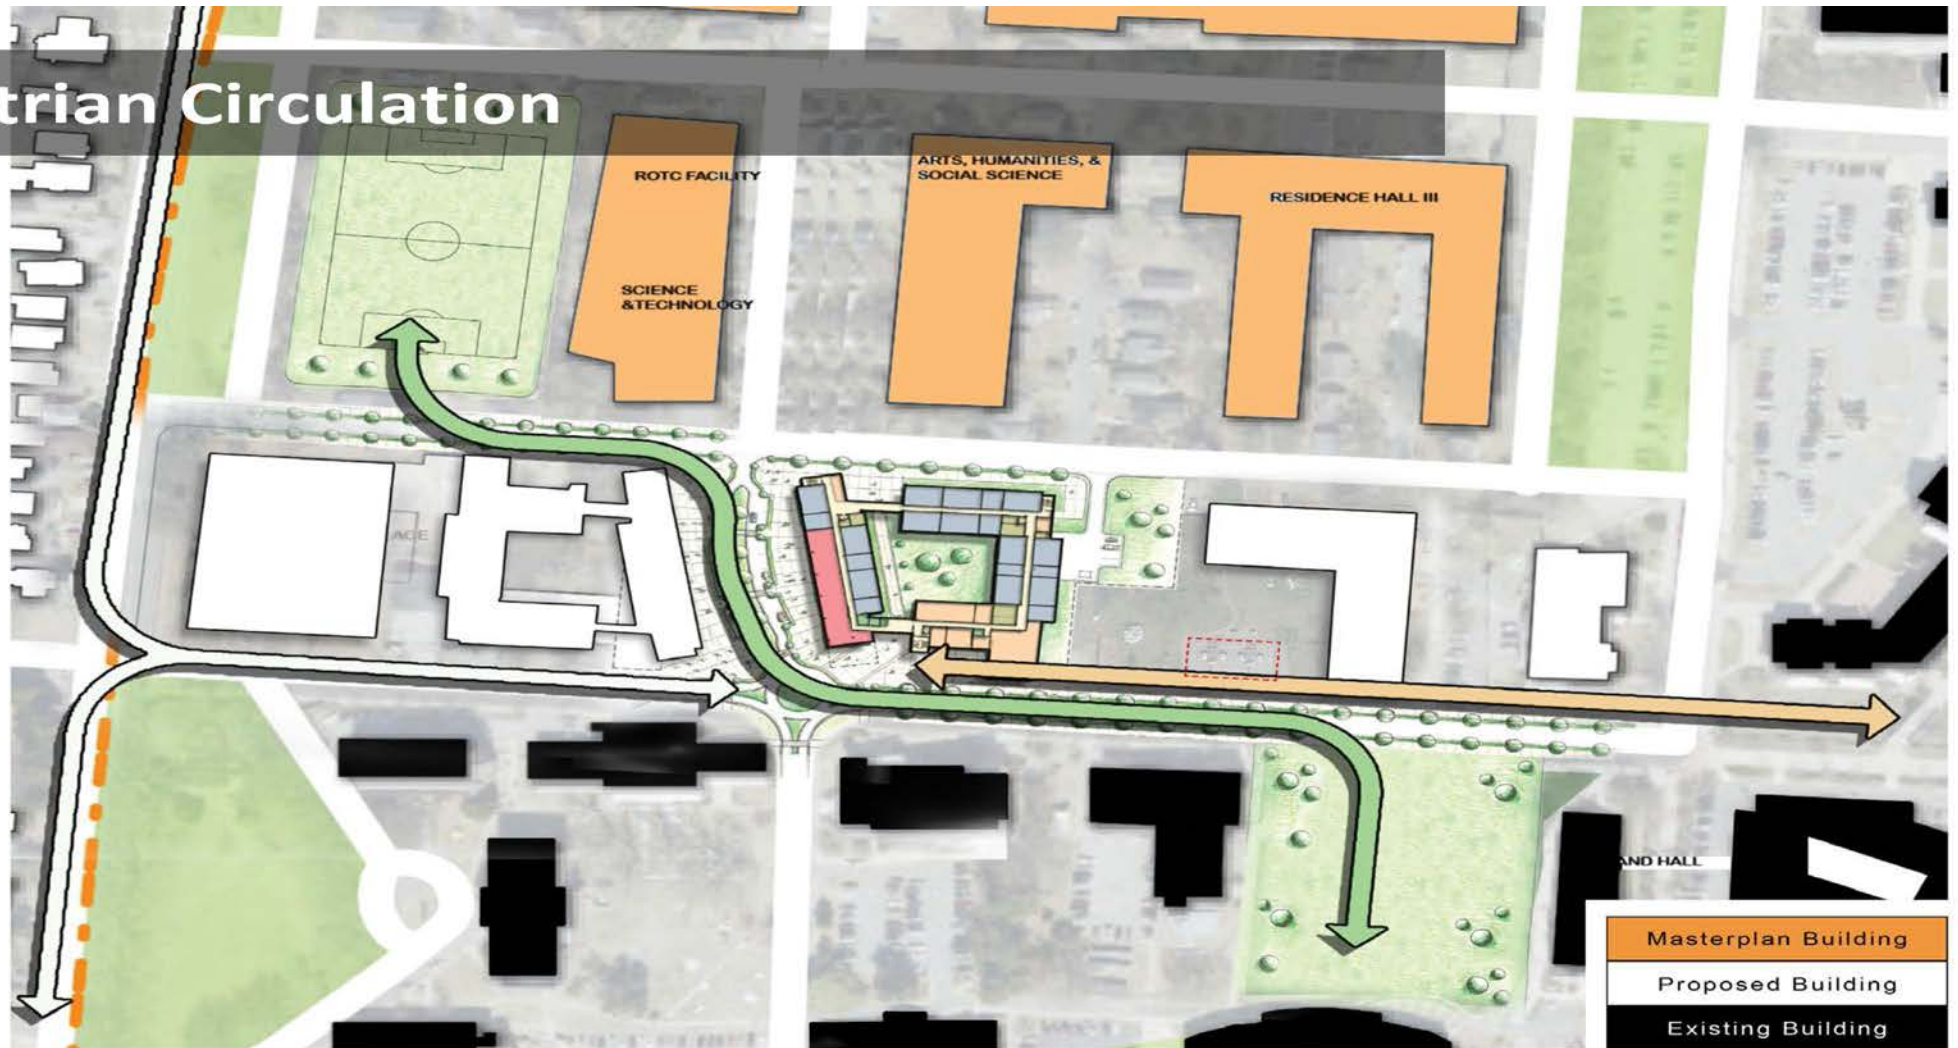 trian Circulation
ROTC FACILITY
ARTS, HUMANITIES, &
SOCIAL SCIENCE
RESIDENCE HALL III
SCIENCE
&TECHNOLOGY
AGE
AND HALL
Masterplan Building
Proposed Building
Existing Building